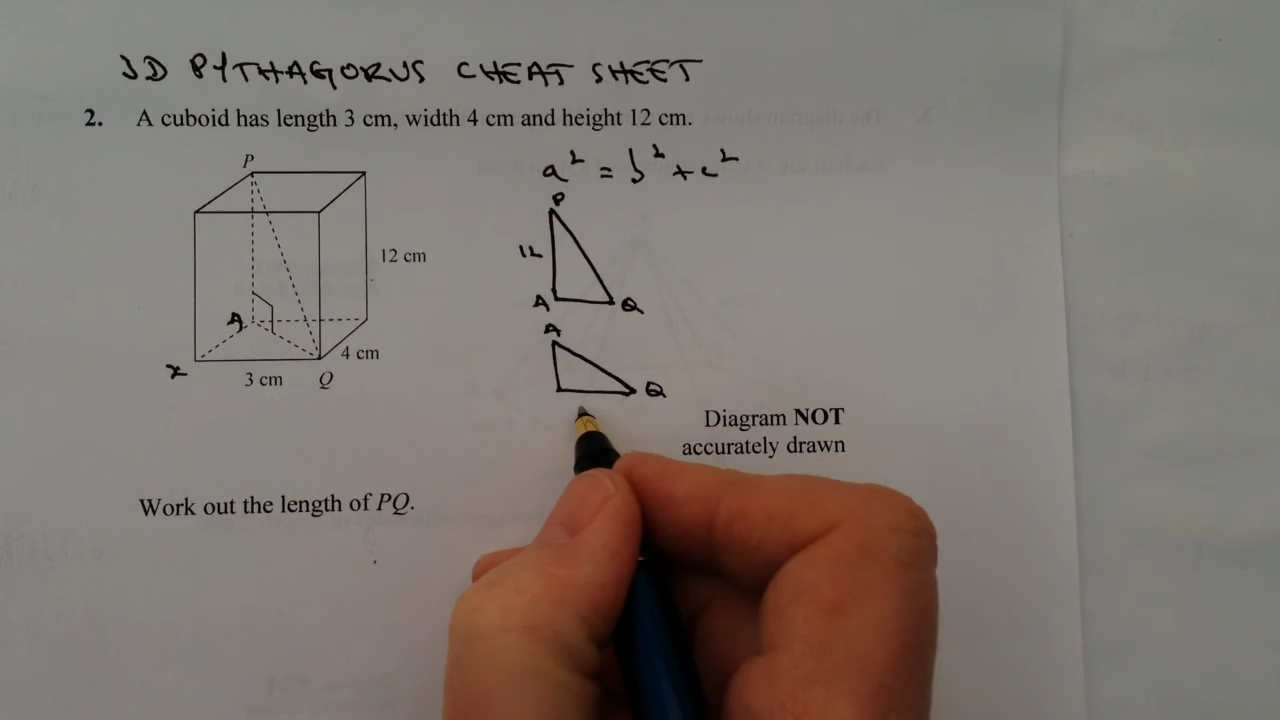 3D PYTHAGORUS CHEAT SHEET
2. A cuboid has length 3 cm, width 4 cm and height 12 cm.
a² = b² + c²
P
P
12
12 cm
A
Q
A
A
4 cm
x
3 cm
Q
Q
Diagram NOT
accurately drawn
Work out the length of PQ.